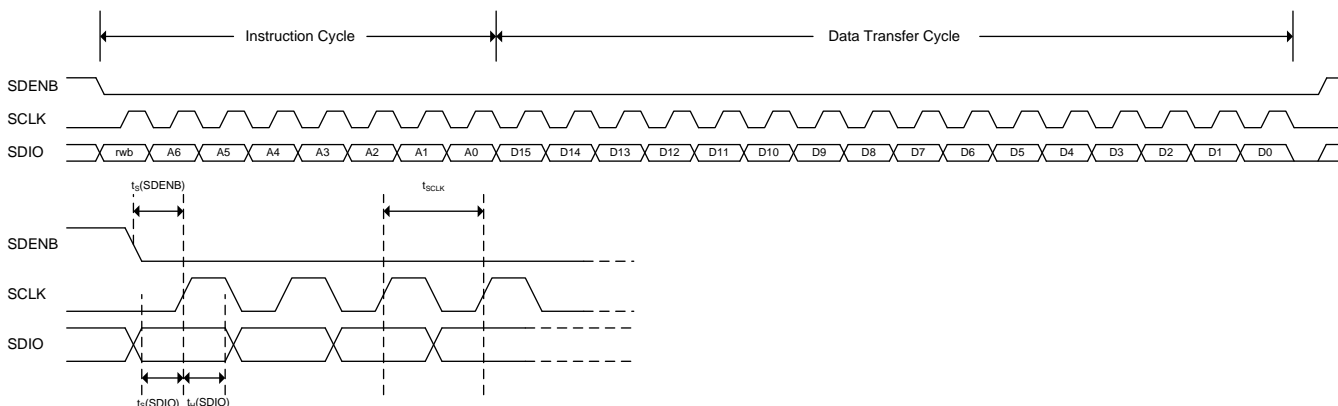 Instruction Cycle Data Transfer Cycle
SDENB
SCLK
SDIO rwb A6 A5 A4 A3 A2 A1 A0 D15 D14 D13 D12 D11 D10 D9 D8 D7 D6 D5 D4 D3 D2 D1 D0
tS(SDENB) tSCLK
SDENB
SCLK
SDIO
tS(SDIO) tH(SDIO)